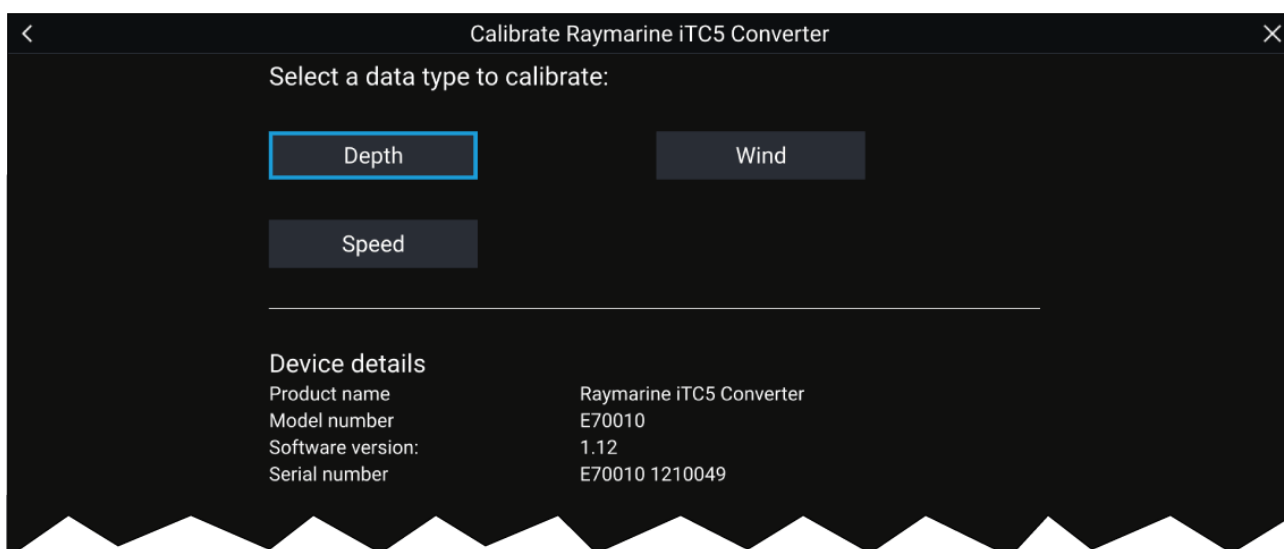 Calibrate Raymarine iTC5 Converter
Select a data type to calibrate:
Depth Wind
Speed
Device details
Product name Raymarine iTC5 Converter
Model number E70010
Software version: 1.12
Serial number E70010 1210049